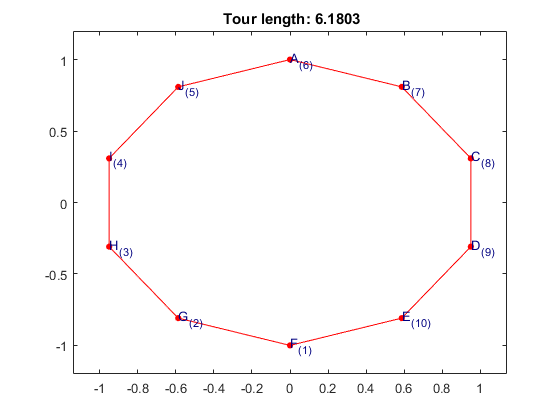 Tour length: 6.1803
1
A(6)
J(5)
B(7)
0.5
I(4)
C(8)
0
H(3)
D(9)
-0.5
G(2)
E(10)
F(1)
-1
-1 -0.8 -0.6 -0.4 -0.2 0 0.2 0.4 0.6 0.8 1